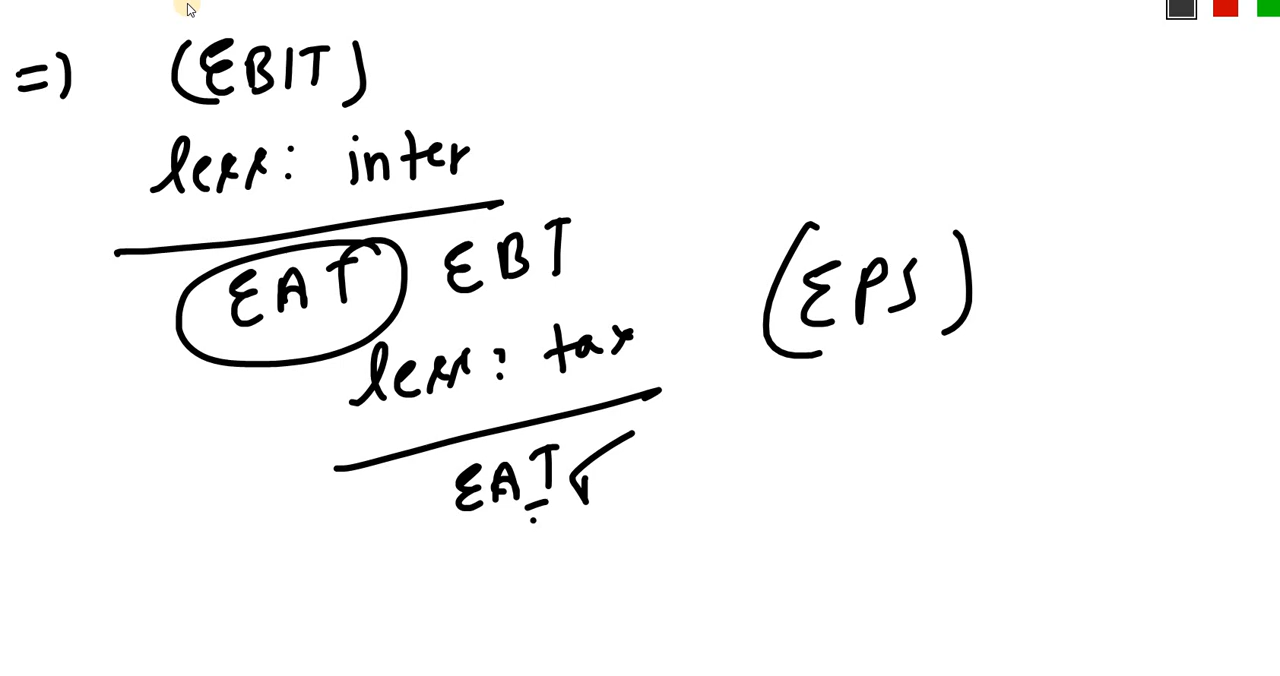 => (EBIT)
less: inter
EAT EBT
(EPS)
less: tax
EAT